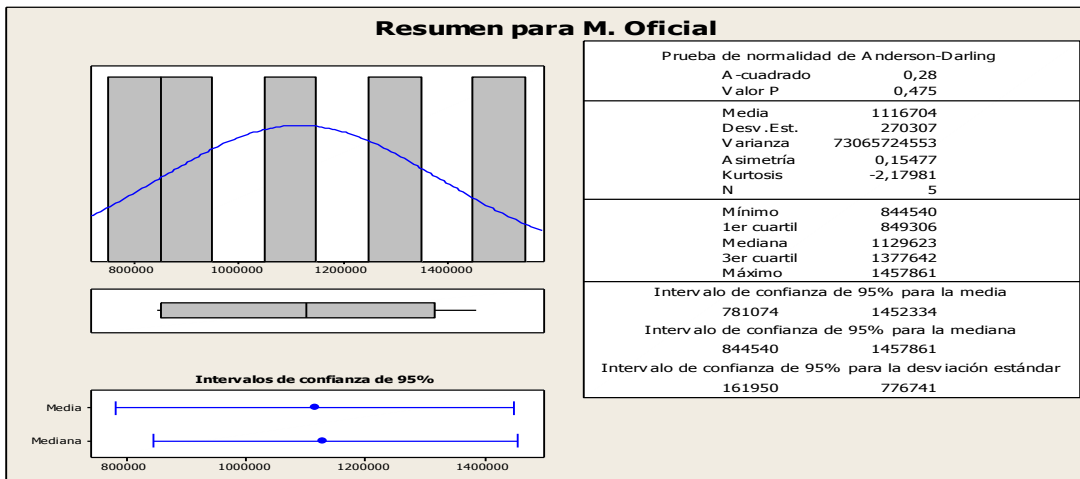 Resumen para M. Oficial
800000 1000000 1200000 1400000
Intervalos de confianza de 95%
Media
Mediana
800000 1000000 1200000 1400000
Prueba de normalidad de Anderson-Darling
A-cuadrado 0,28
Valor P 0,475
Media 1116704
Desv.Est. 270307
Varianza 73065724553
Asimetría 0,15477
Kurtosis -2,17981
N 5
Mínimo 844540
1er cuartil 849306
Mediana 1129623
3er cuartil 1377642
Máximo 1457861
Intervalo de confianza de 95% para la media
781074 1452334
Intervalo de confianza de 95% para la mediana
844540 1457861
Intervalo de confianza de 95% para la desviación estándar
161950 776741